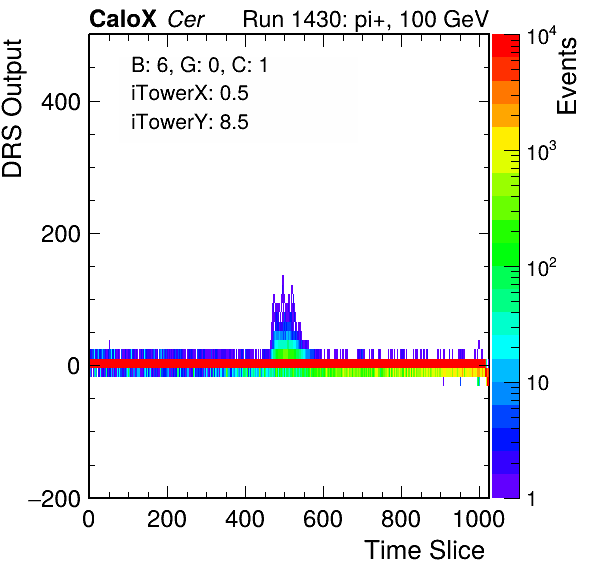 CaloX Cer Run 1430: pi+, 100 GeV
B: 6, G: 0, C: 1
iTowerX: 0.5
iTowerY: 8.5
DRS Output
400
200
0
−200
0 200 400 600 800 1000
Time Slice
Events
10^4
10^3
10^2
10
1